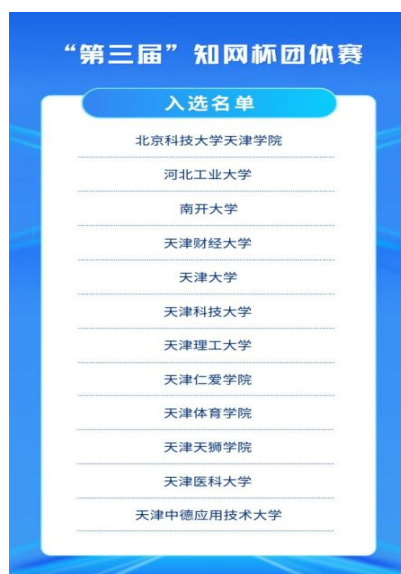 “第三届”知网杯团体赛
入选名单
北京科技大学天津学院
河北工业大学
南开大学
天津财经大学
天津大学
天津科技大学
天津理工大学
天津仁爱学院
天津体育学院
天津天狮学院
天津医科大学
天津中德应用技术大学